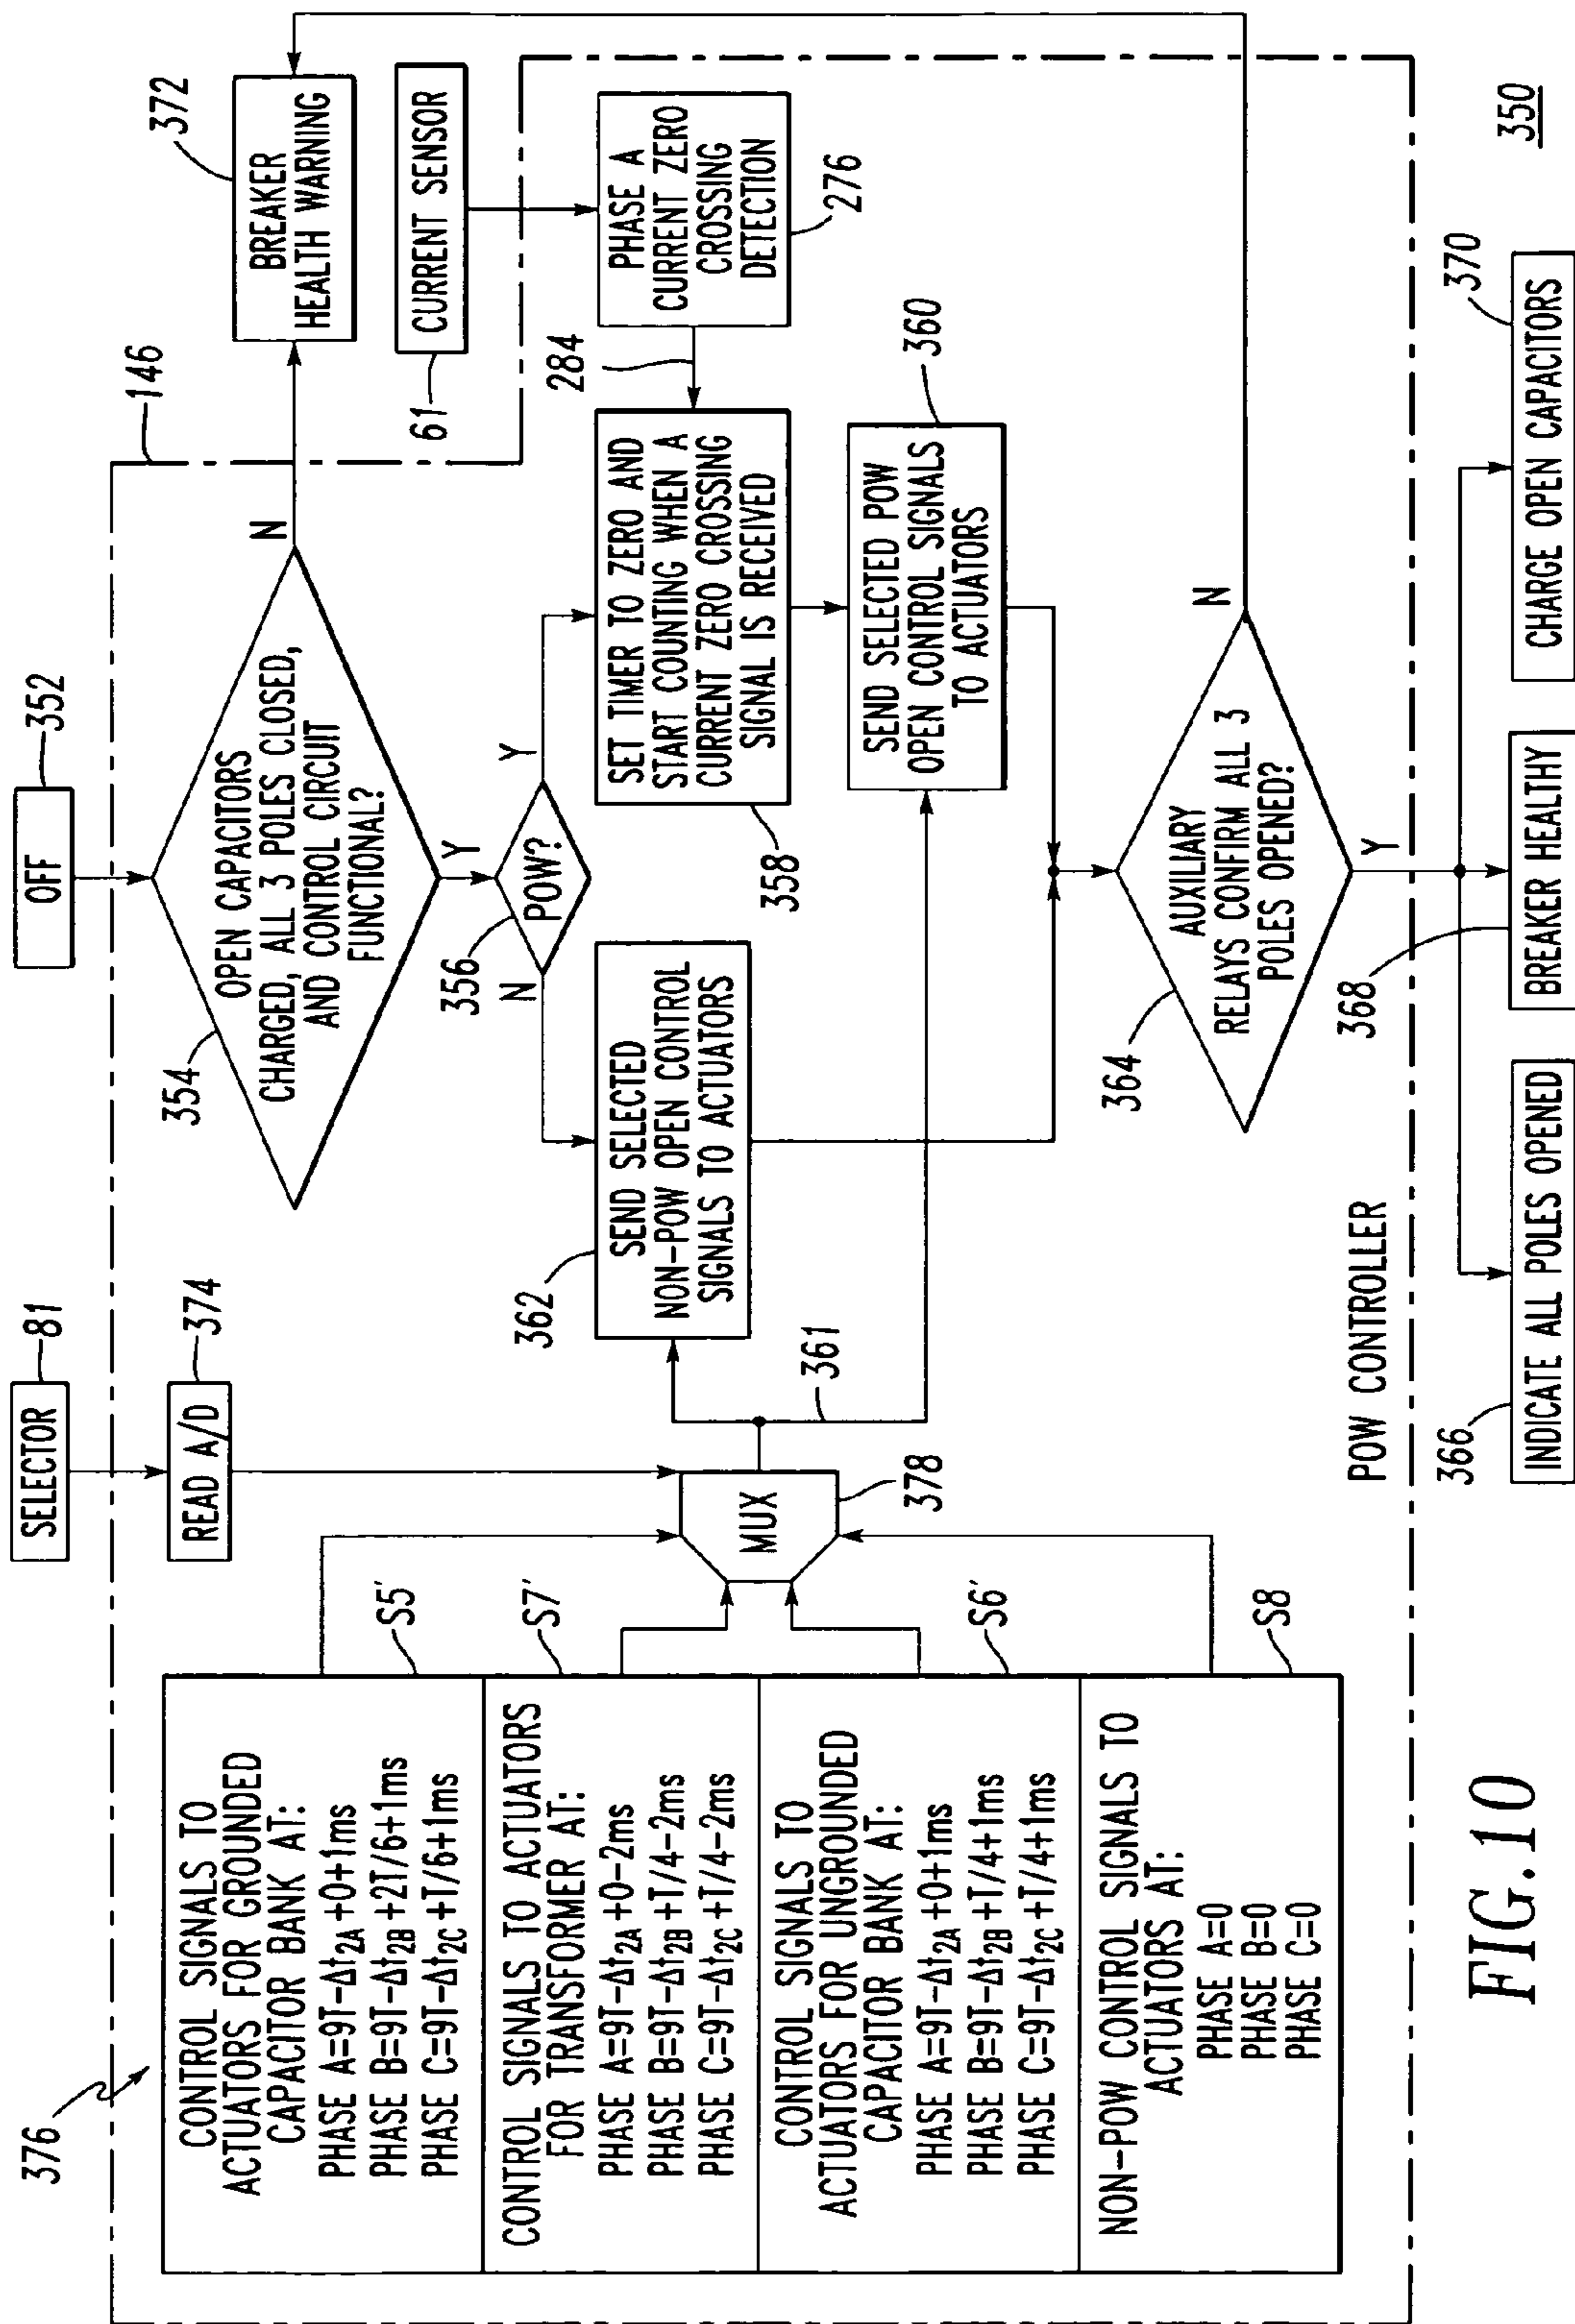 376
CONTROL SIGNALS TO
ACTUATORS FOR GROUNDED
CAPACITOR BANK AT:
PHASE A=9T-Δt2A +0+1ms
PHASE B=9T-Δt2B +2T/6+1ms
PHASE C=9T-Δt2C +T/6+1ms
S5'
CONTROL SIGNALS TO ACTUATORS
FOR TRANSFORMER AT:
PHASE A=9T-Δt2A +0-2ms
PHASE B=9T-Δt2B +T/4-2ms
PHASE C=9T-Δt2C +T/4-2ms
S7'
CONTROL SIGNALS TO
ACTUATORS FOR UNGROUNDED
CAPACITOR BANK AT:
PHASE A=9T-Δt2A +0+1ms
PHASE B=9T-Δt2B +T/4+1ms
PHASE C=9T-Δt2C +T/4+1ms
S6'
NON-POW CONTROL SIGNALS TO
ACTUATORS AT:
PHASE A=0
PHASE B=0
PHASE C=0
S8
SELECTOR
81
READ A/D
374
MUX
378
361
OFF
352
146
354
OPEN CAPACITORS
CHARGED, ALL 3 POLES CLOSED,
AND CONTROL CIRCUIT
FUNCTIONAL?
N
Y
BREAKER
HEALTH WARNING
372
CURRENT SENSOR
61
356
POW?
N
Y
PHASE A
CURRENT ZERO
CROSSING
DETECTION
276
284
362
SEND SELECTED
NON-POW OPEN CONTROL
SIGNALS TO ACTUATORS
SET TIMER TO ZERO AND
START COUNTING WHEN A
CURRENT ZERO CROSSING
SIGNAL IS RECEIVED
358
SEND SELECTED POW
OPEN CONTROL SIGNALS
TO ACTUATORS
360
364
AUXILIARY
RELAYS CONFIRM ALL 3
POLES OPENED?
N
Y
POW CONTROLLER
366
INDICATE ALL POLES OPENED
368
BREAKER HEALTHY
370
CHARGE OPEN CAPACITORS
350
FIG.10